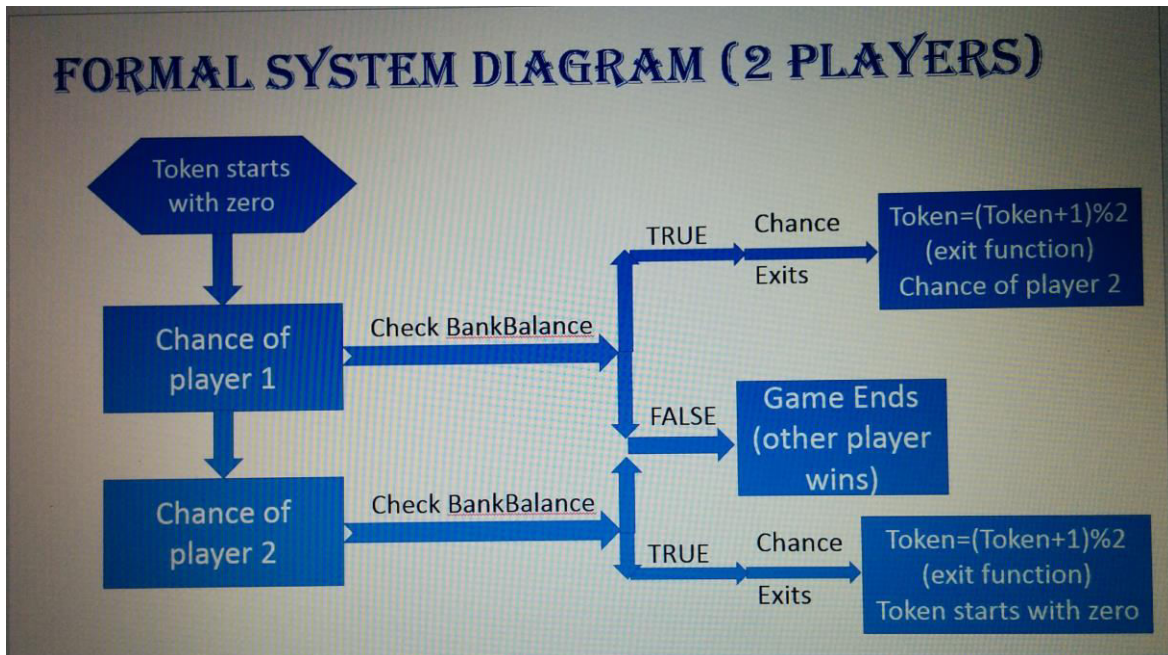 FORMAL SYSTEM DIAGRAM (2 PLAYERS)
Token starts
with zero
Chance of
player 1
Check BankBalance
TRUE
Chance
Exits
Token=(Token+1)%2
(exit function)
Chance of player 2
FALSE
Game Ends
(other player
wins)
Chance of
player 2
Check BankBalance
TRUE
Chance
Exits
Token=(Token+1)%2
(exit function)
Token starts with zero